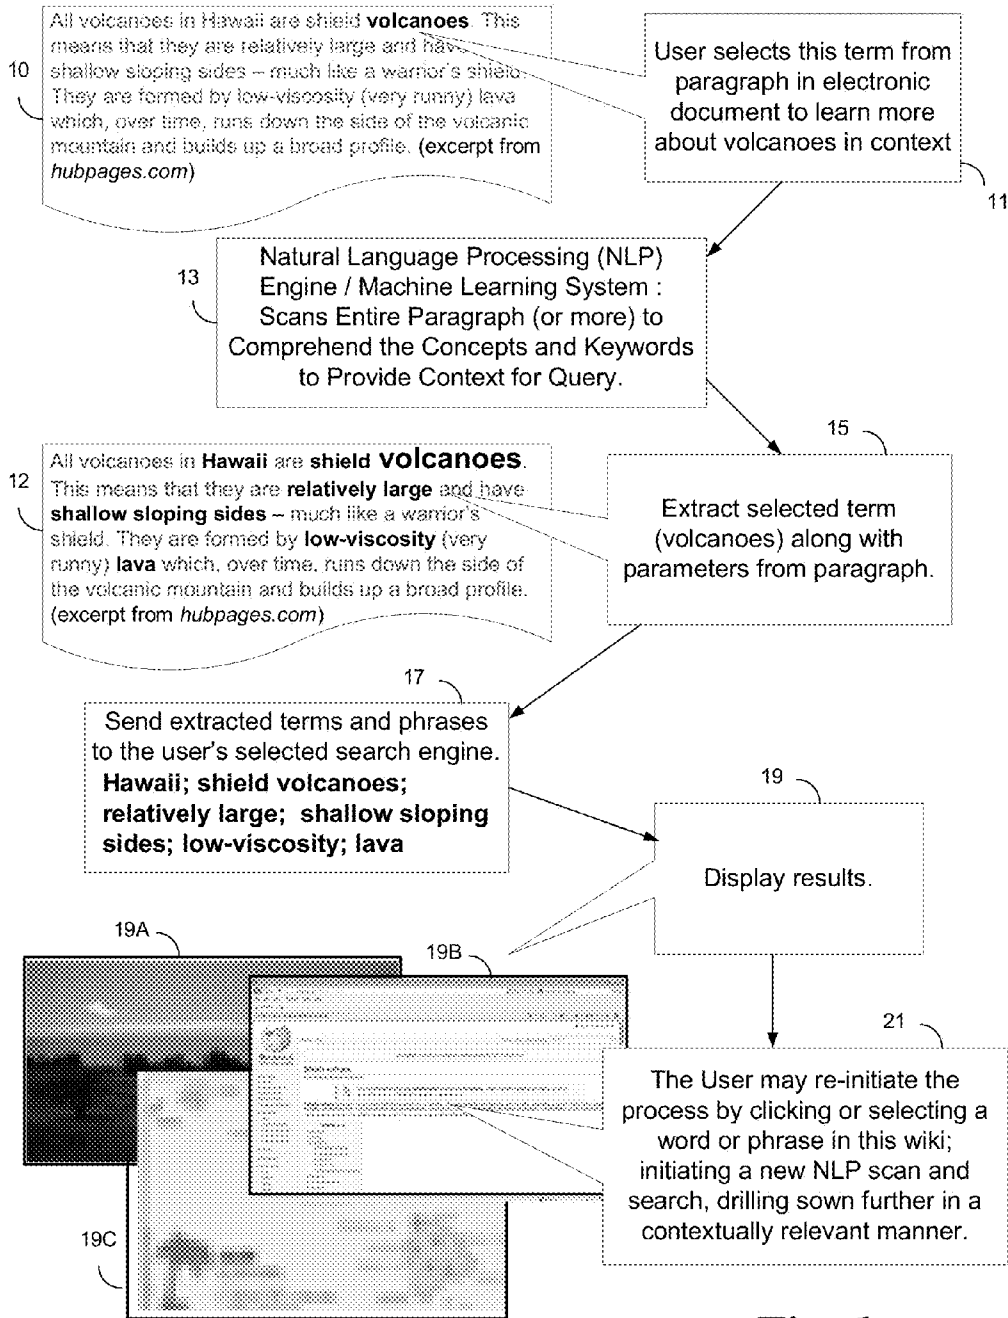 All volcanoes in Hawaii are shield volcanoes. This
means that they are relatively large and have
shallow sloping sides – much like a warrior's shield.
They are formed by low-viscosity (very runny) lava
which, over time, runs down the side of the volcanic
mountain and builds up a broad profile. (excerpt from
hubpages.com)
10
User selects this term from
paragraph in electronic
document to learn more
about volcanoes in context
11
13
Natural Language Processing (NLP)
Engine / Machine Learning System :
Scans Entire Paragraph (or more) to
Comprehend the Concepts and Keywords
to Provide Context for Query.
12
All volcanoes in Hawaii are shield volcanoes.
This means that they are relatively large and have
shallow sloping sides – much like a warrior's
shield. They are formed by low-viscosity (very
runny) lava which, over time, runs down the side of
the volcanic mountain and builds up a broad profile.
(excerpt from hubpages.com)
15
Extract selected term
(volcanoes) along with
parameters from paragraph.
17
Send extracted terms and phrases
to the user's selected search engine.
Hawaii; shield volcanoes;
relatively large; shallow sloping
sides; low-viscosity; lava
19
Display results.
19A
19B
19C
21
The User may re-initiate the
process by clicking or selecting a
word or phrase in this wiki;
initiating a new NLP scan and
search, drilling sown further in a
contextually relevant manner.